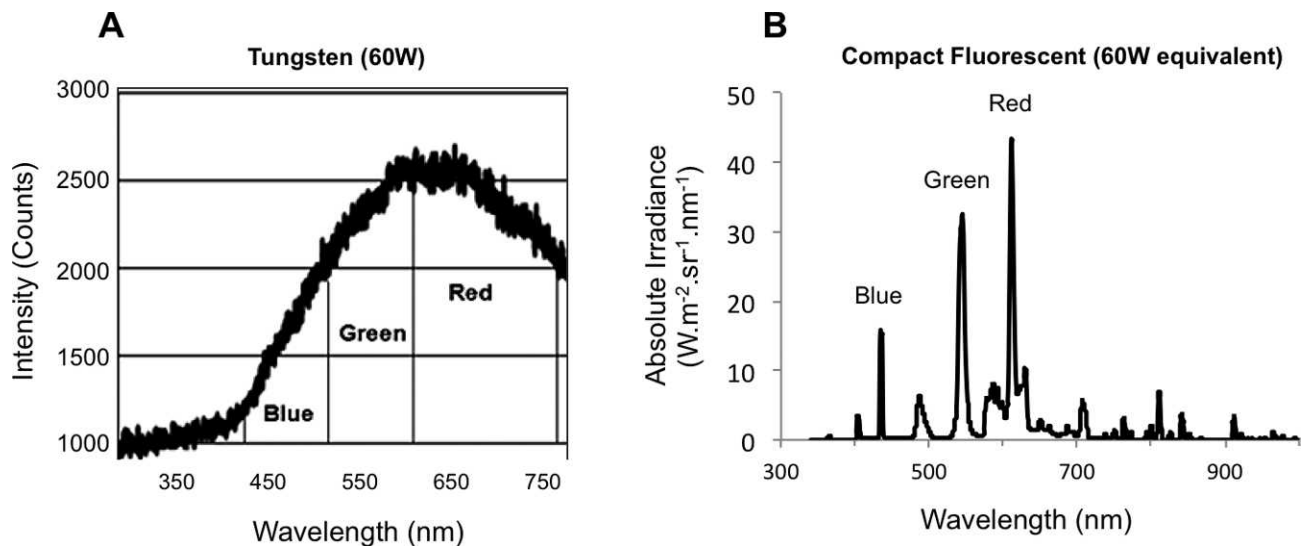 A
Tungsten (60W)
3000
2500
2000
1500
1000
Intensity (Counts)
Red
Green
Blue
350 450 550 650 750
Wavelength (nm)
B
Compact Fluorescent (60W equivalent)
50
40
30
20
10
0
Absolute Irradiance
(W.m⁻².sr⁻¹.nm⁻¹)
Red
Green
Blue
300 500 700 900
Wavelength (nm)